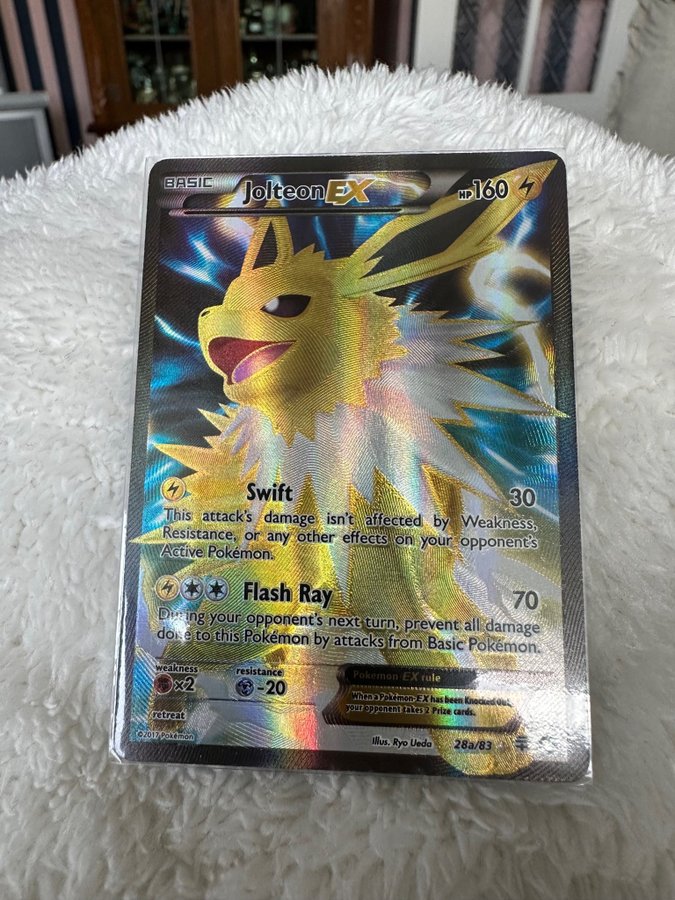 BASIC JolteonEX HP160
Swift 30
This attack's damage isn't affected by Weakness,
Resistance, or any other effects on your opponent's
Active Pokémon.
Flash Ray 70
During your opponent's next turn, prevent all damage
done to this Pokémon by attacks from Basic Pokémon.
weakness resistance
×2 -20
Pokémon EX rule
When a Pokémon-EX has been Knocked Out,
your opponent takes 2 Prize cards.
retreat
©2017 Pokémon
Illus. Ryo Ueda 28a/83